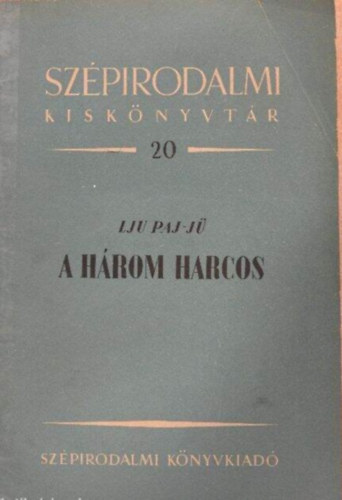 SZÉPIRODALMI
KISKÖNYVTÁR
20
LJU PAJ-JÜ
A HÁROM HARCOS
SZÉPIRODALMI KÖNYVKIADÓ